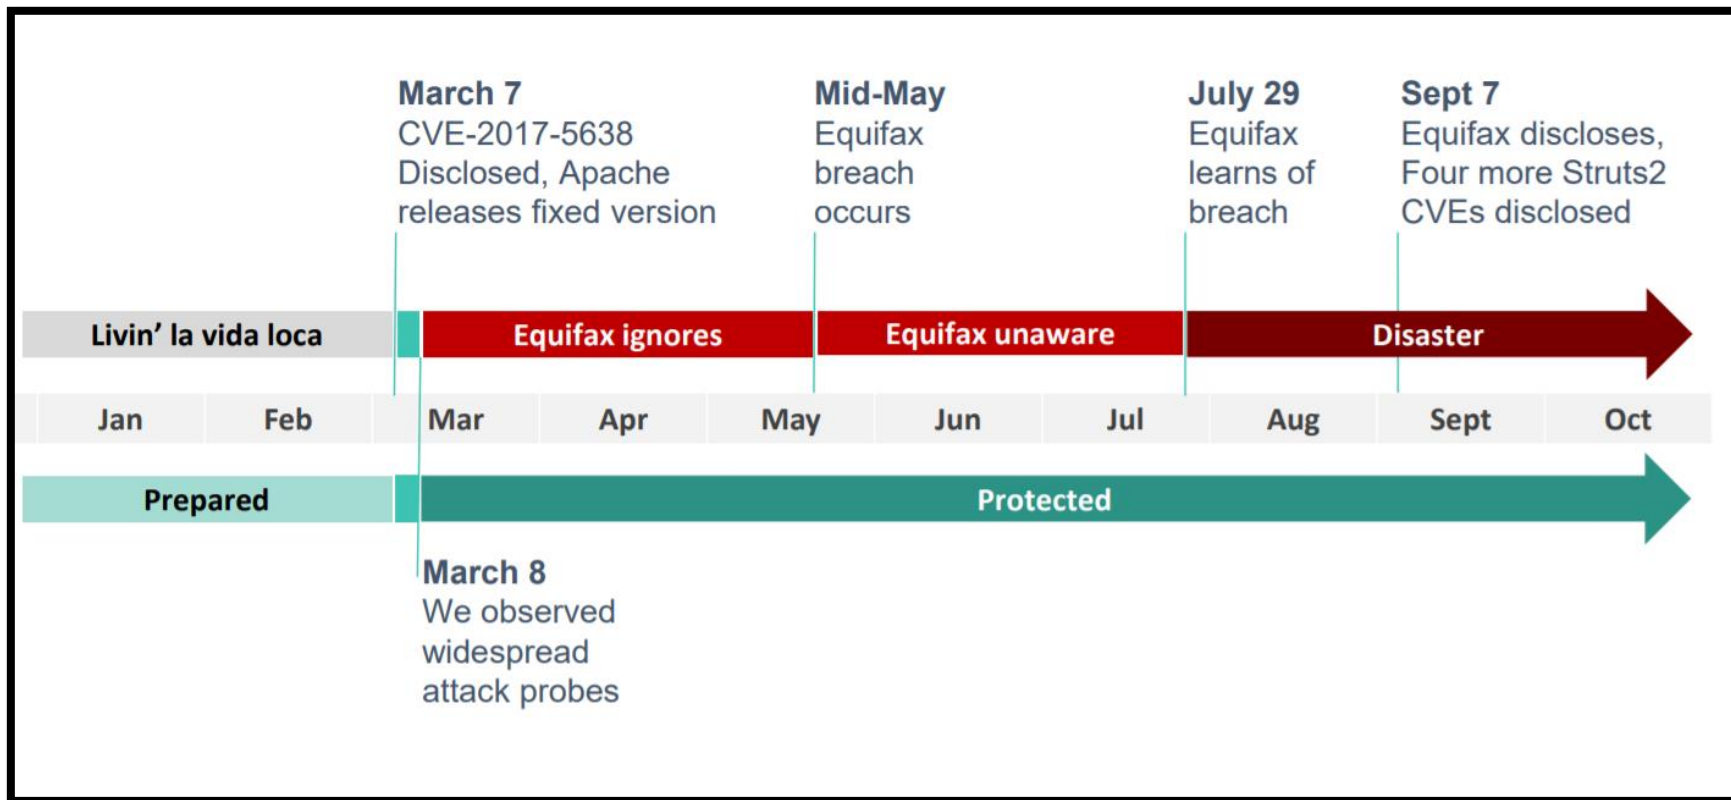 March 7
CVE-2017-5638
Disclosed, Apache
releases fixed version
Mid-May
Equifax
breach
occurs
July 29
Equifax
learns of
breach
Sept 7
Equifax discloses,
Four more Struts2
CVEs disclosed
Livin’ la vida loca
Equifax ignores
Equifax unaware
Disaster
Jan Feb Mar Apr May Jun Jul Aug Sept Oct
Prepared
Protected
March 8
We observed
widespread
attack probes